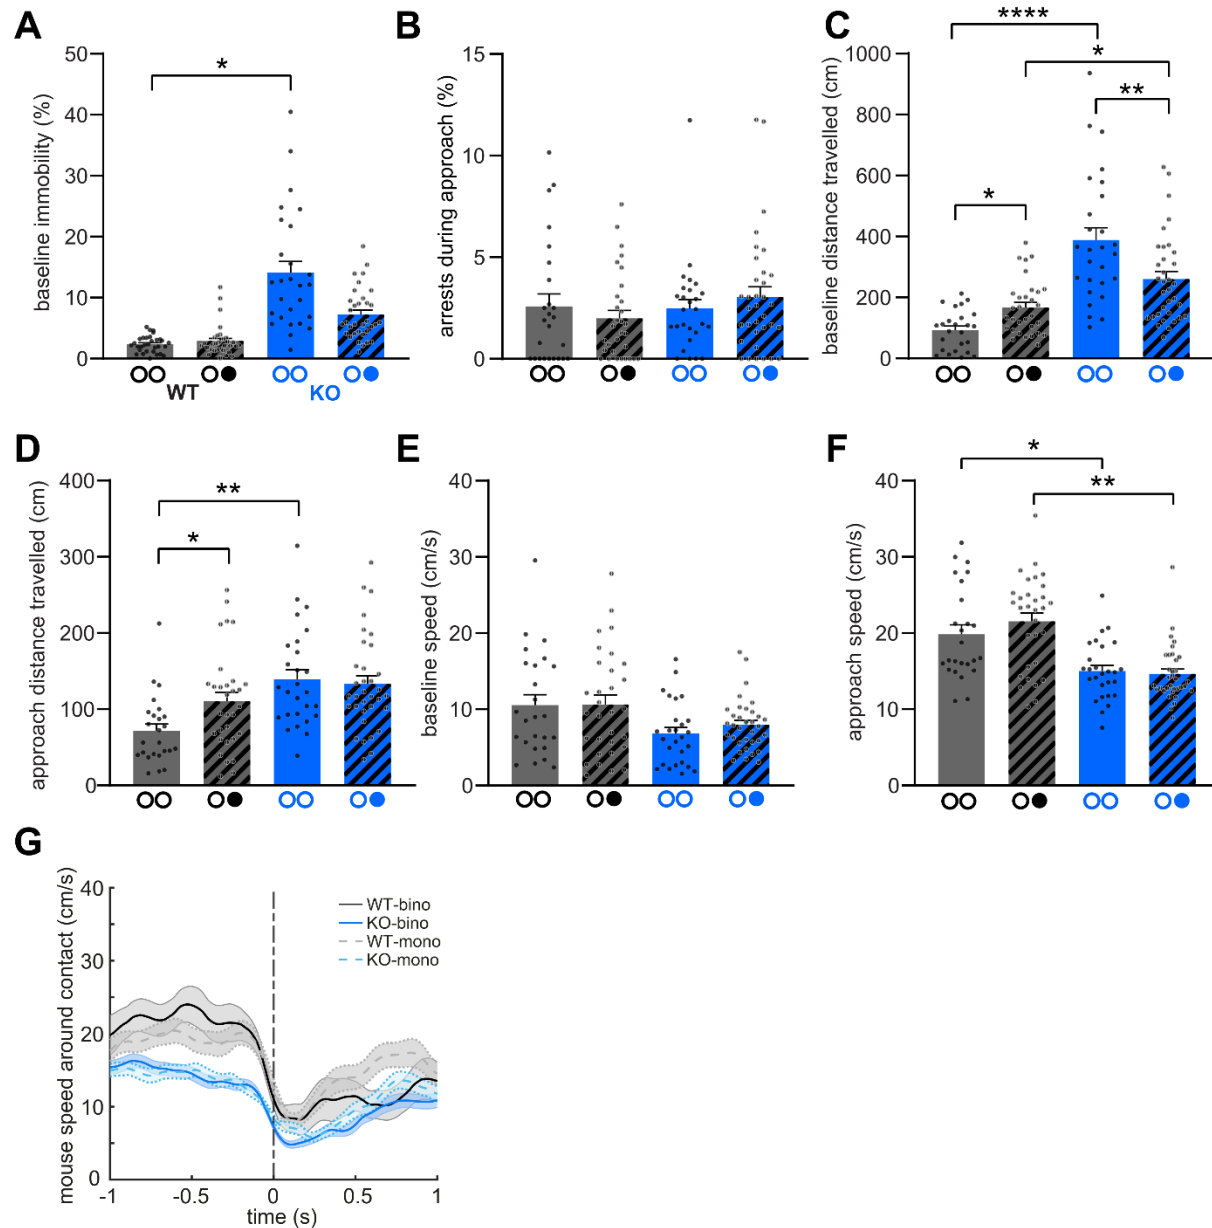 A
baseline immobility (%)
50
40
30
20
10
0
*
WT
KO
B
arrests during approach (%)
15
10
5
0
C
baseline distance travelled (cm)
1000
800
600
400
200
0
****
*
**
*
D
approach distance travelled (cm)
400
300
200
100
0
**
*
E
baseline speed (cm/s)
40
30
20
10
0
F
approach speed (cm/s)
40
30
20
10
0
*
**
G
mouse speed around contact (cm/s)
40
30
20
10
0
WT-bino
KO-bino
WT-mono
KO-mono
-1
-0.5
0
0.5
1
time (s)